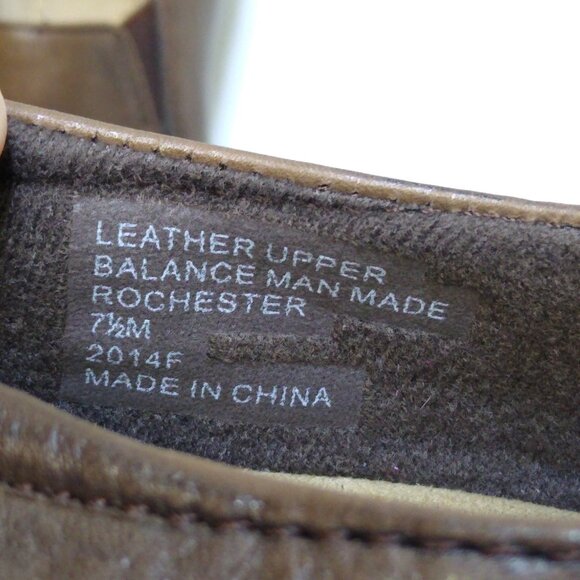 LEATHER UPPER
BALANCE MAN MADE
ROCHESTER
7½M
2014F
MADE IN CHINA